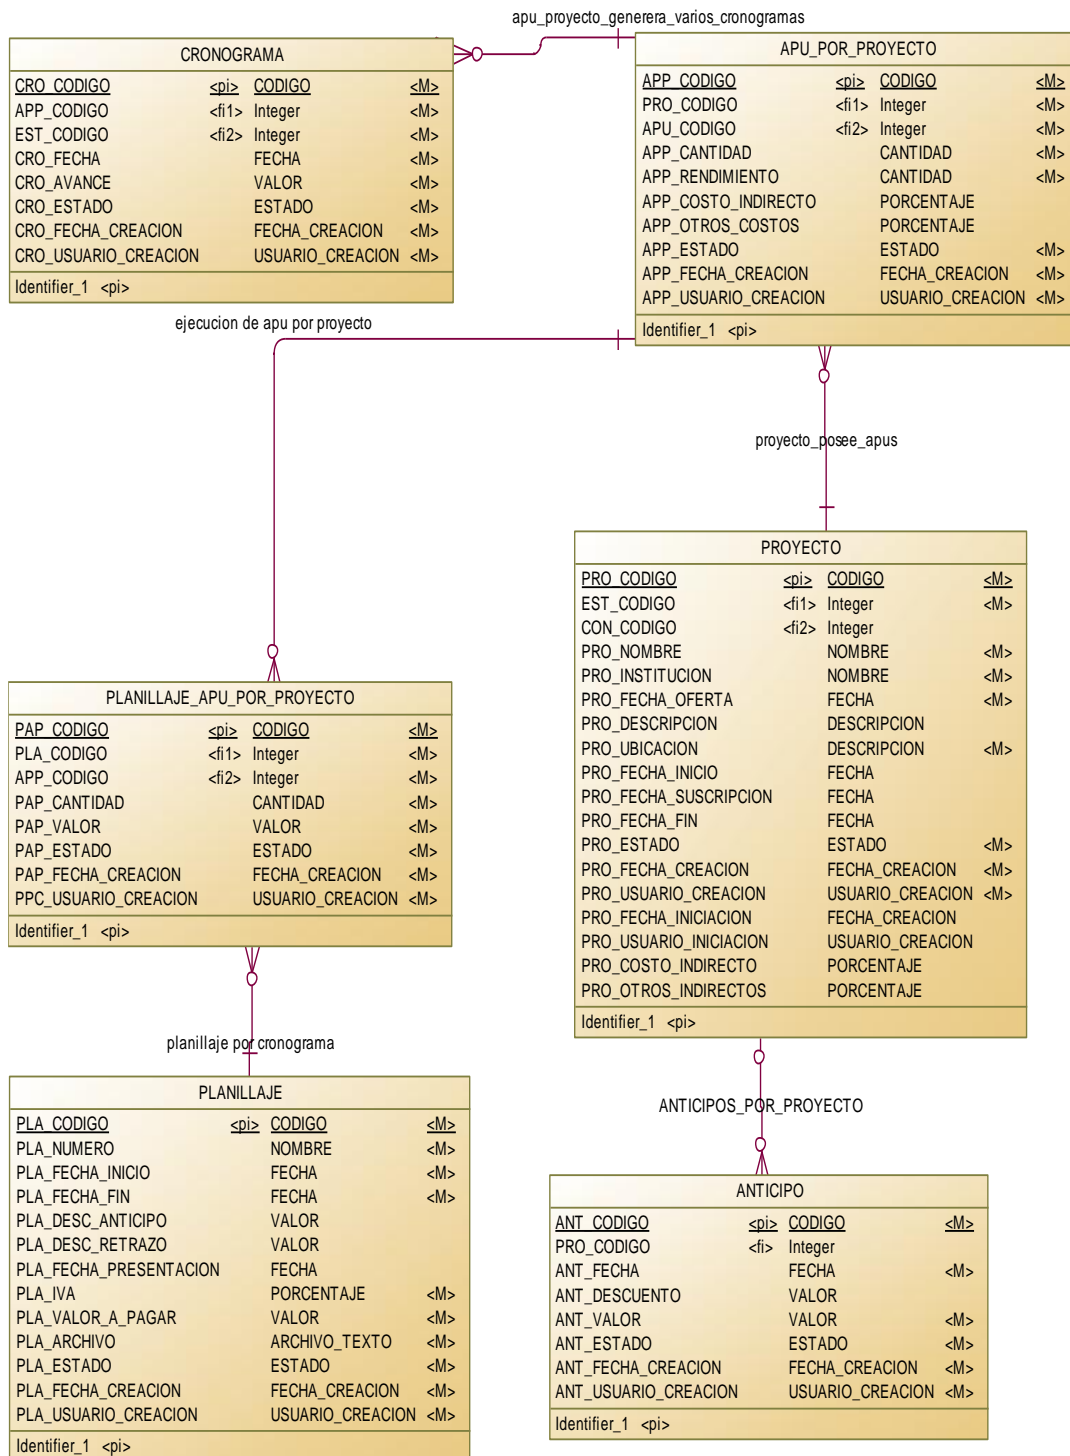 apu_proyecto_generera_varios_cronogramas
CRONOGRAMA
CRO_CODIGO <pi> CODIGO <M>
APP_CODIGO <fi1> Integer <M>
EST_CODIGO <fi2> Integer <M>
CRO_FECHA FECHA <M>
CRO_AVANCE VALOR <M>
CRO_ESTADO ESTADO <M>
CRO_FECHA_CREACION FECHA_CREACION <M>
CRO_USUARIO_CREACION USUARIO_CREACION <M>
Identifier_1 <pi>
APU_POR_PROYECTO
APP_CODIGO <pi> CODIGO <M>
PRO_CODIGO <fi1> Integer <M>
APU_CODIGO <fi2> Integer <M>
APP_CANTIDAD CANTIDAD <M>
APP_RENDIMIENTO CANTIDAD <M>
APP_COSTO_INDIRECTO PORCENTAJE
APP_OTROS_COSTOS PORCENTAJE
APP_ESTADO ESTADO <M>
APP_FECHA_CREACION FECHA_CREACION <M>
APP_USUARIO_CREACION USUARIO_CREACION <M>
Identifier_1 <pi>
ejecucion de apu por proyecto
proyecto_posee_apus
PROYECTO
PRO_CODIGO <pi> CODIGO <M>
EST_CODIGO <fi1> Integer <M>
CON_CODIGO <fi2> Integer
PRO_NOMBRE NOMBRE <M>
PRO_INSTITUCION NOMBRE <M>
PRO_FECHA_OFERTA FECHA <M>
PRO_DESCRIPCION DESCRIPCION
PRO_UBICACION DESCRIPCION <M>
PRO_FECHA_INICIO FECHA
PRO_FECHA_SUSCRIPCION FECHA
PRO_FECHA_FIN FECHA
PRO_ESTADO ESTADO <M>
PRO_FECHA_CREACION FECHA_CREACION <M>
PRO_USUARIO_CREACION USUARIO_CREACION <M>
PRO_FECHA_INICIACION FECHA_CREACION
PRO_USUARIO_INICIACION USUARIO_CREACION
PRO_COSTO_INDIRECTO PORCENTAJE
PRO_OTROS_INDIRECTOS PORCENTAJE
Identifier_1 <pi>
PLANILLAJE_APU_POR_PROYECTO
PAP_CODIGO <pi> CODIGO <M>
PLA_CODIGO <fi1> Integer <M>
APP_CODIGO <fi2> Integer <M>
PAP_CANTIDAD CANTIDAD <M>
PAP_VALOR VALOR <M>
PAP_ESTADO ESTADO <M>
PAP_FECHA_CREACION FECHA_CREACION <M>
PPC_USUARIO_CREACION USUARIO_CREACION <M>
Identifier_1 <pi>
planillaje por cronograma
PLANILLAJE
PLA_CODIGO <pi> CODIGO <M>
PLA_NUMERO NOMBRE <M>
PLA_FECHA_INICIO FECHA <M>
PLA_FECHA_FIN FECHA <M>
PLA_DESC_ANTICIPO VALOR
PLA_DESC_RETRAZO VALOR
PLA_FECHA_PRESENTACION FECHA
PLA_IVA PORCENTAJE <M>
PLA_VALOR_A_PAGAR VALOR <M>
PLA_ARCHIVO ARCHIVO_TEXTO <M>
PLA_ESTADO ESTADO <M>
PLA_FECHA_CREACION FECHA_CREACION <M>
PLA_USUARIO_CREACION USUARIO_CREACION <M>
Identifier_1 <pi>
ANTICIPOS_POR_PROYECTO
ANTICIPO
ANT_CODIGO <pi> CODIGO <M>
PRO_CODIGO <fi> Integer
ANT_FECHA FECHA <M>
ANT_DESCUENTO VALOR
ANT_VALOR VALOR <M>
ANT_ESTADO ESTADO <M>
ANT_FECHA_CREACION FECHA_CREACION <M>
ANT_USUARIO_CREACION USUARIO_CREACION <M>
Identifier_1 <pi>